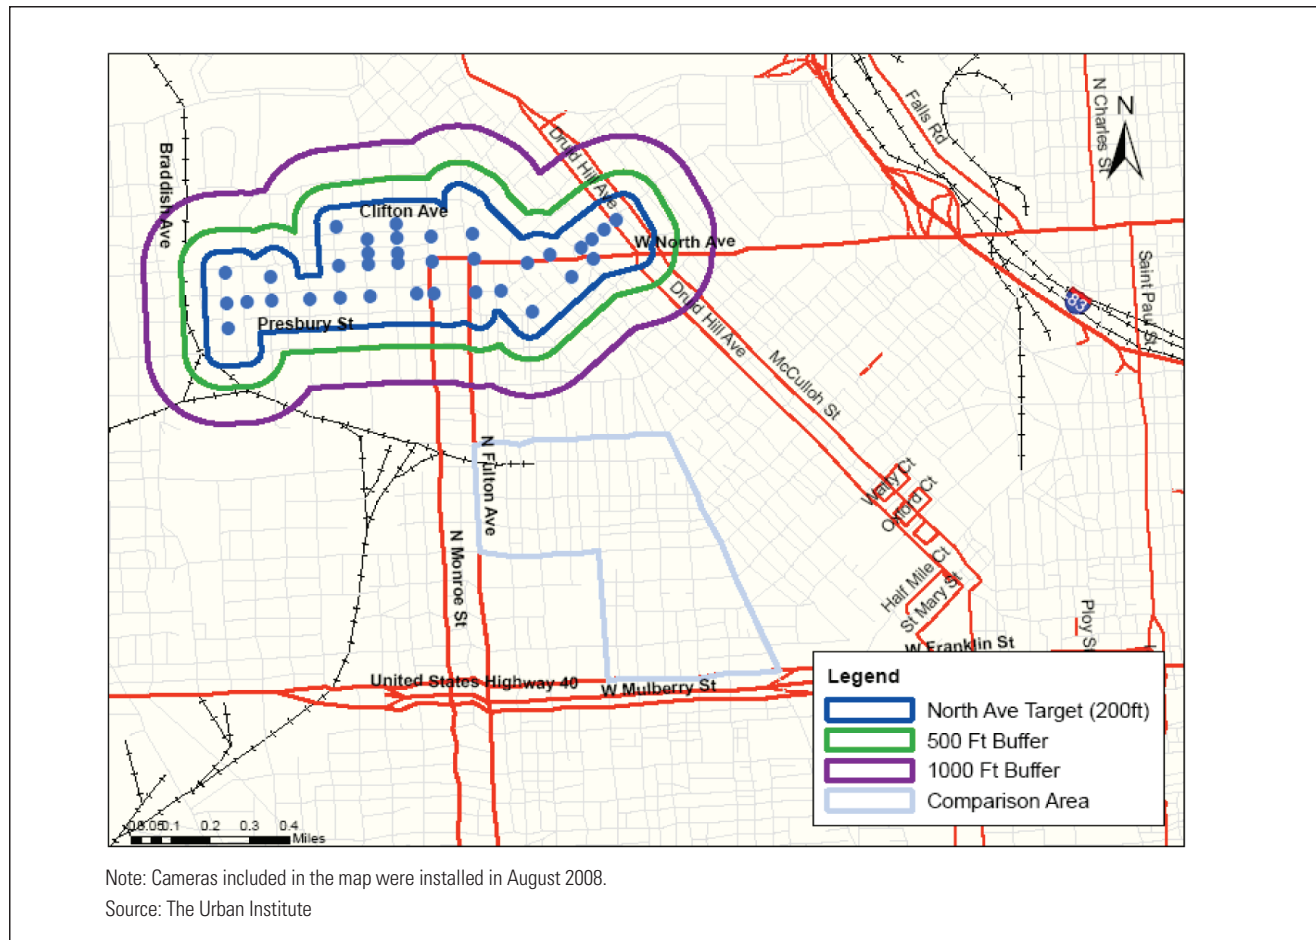 N
N Charles St
Falls Rd
Druid Hill Ave
Braddish Ave
Clifton Ave
W North Ave
Saint Paul St
83
Presbury St
Druid Hill Ave
McCulloh St
N Fulton Ave
Watty Ct
Oxford Ct
N Monroe St
Half Mile Ct
St Mary St
Ploy St
W Franklin St
United States Highway 40
W Mulberry St
Legend
North Ave Target (200ft)
500 Ft Buffer
1000 Ft Buffer
Comparison Area
0.1 0.2 0.3 0.4
Miles
Note: Cameras included in the map were installed in August 2008.
Source: The Urban Institute